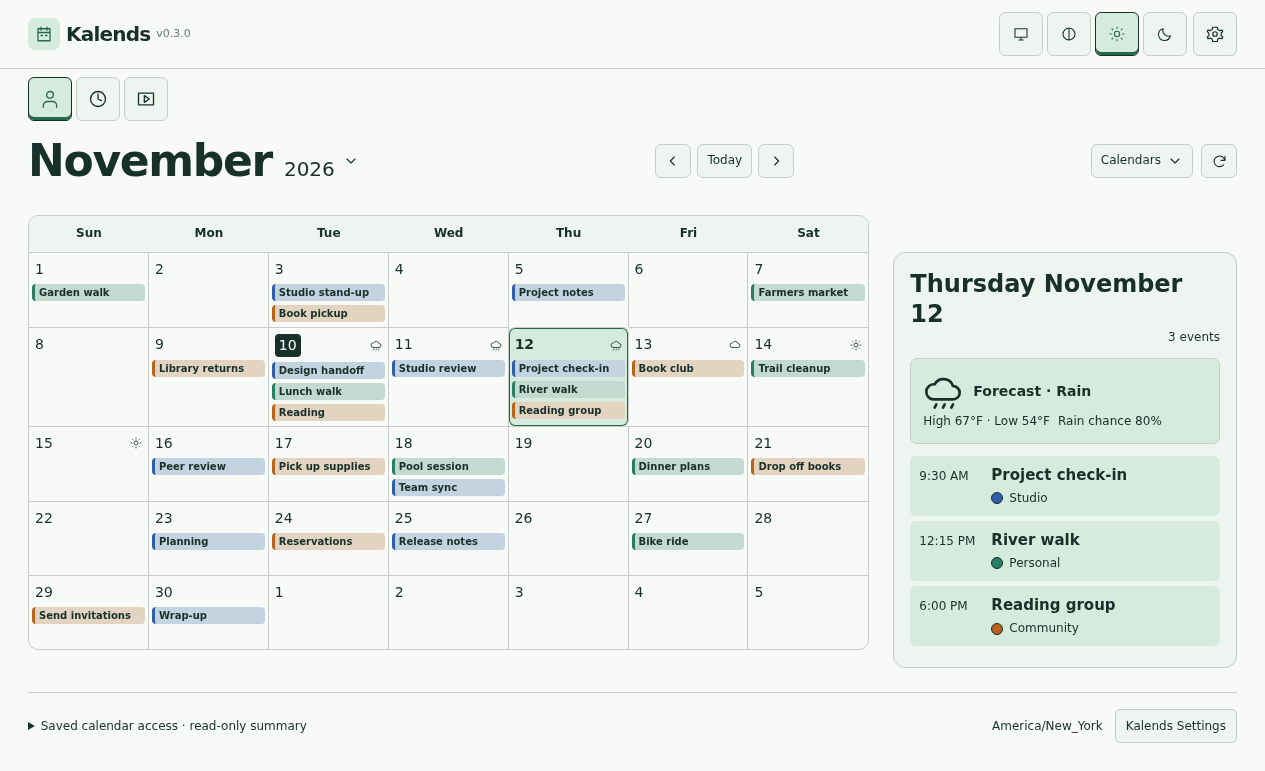 Kalends v0.3.0
November 2026
Today
Calendars
Sun Mon Tue Wed Thu Fri Sat
1 2 3 4 5 6 7
Garden walk Studio stand-up Project notes Farmers market
Book pickup
8 9 10 11 12 13 14
Library returns Design handoff Studio review Project check-in Book club Trail cleanup
Lunch walk River walk
Reading Reading group
15 16 17 18 19 20 21
Peer review Pick up supplies Pool session Dinner plans Drop off books
Team sync
22 23 24 25 26 27 28
Planning Reservations Release notes Bike ride
29 30 1 2 3 4 5
Send invitations Wrap-up
Thursday November
12
3 events
Forecast · Rain
High 67°F · Low 54°F Rain chance 80%
9:30 AM Project check-in
Studio
12:15 PM River walk
Personal
6:00 PM Reading group
Community
Saved calendar access · read-only summary
America/New_York Kalends Settings